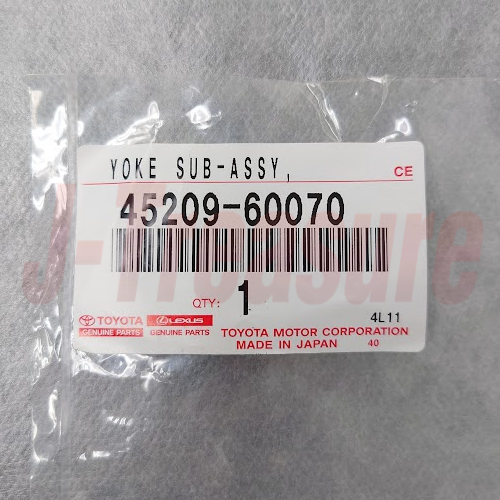 YOKE SUB-ASSY,
CE
45209-60070
QTY: 1
4L11
TOYOTA LEXUS
GENUINE PARTS GENUINE PARTS
TOYOTA MOTOR CORPORATION
MADE IN JAPAN 40
J-Treasure